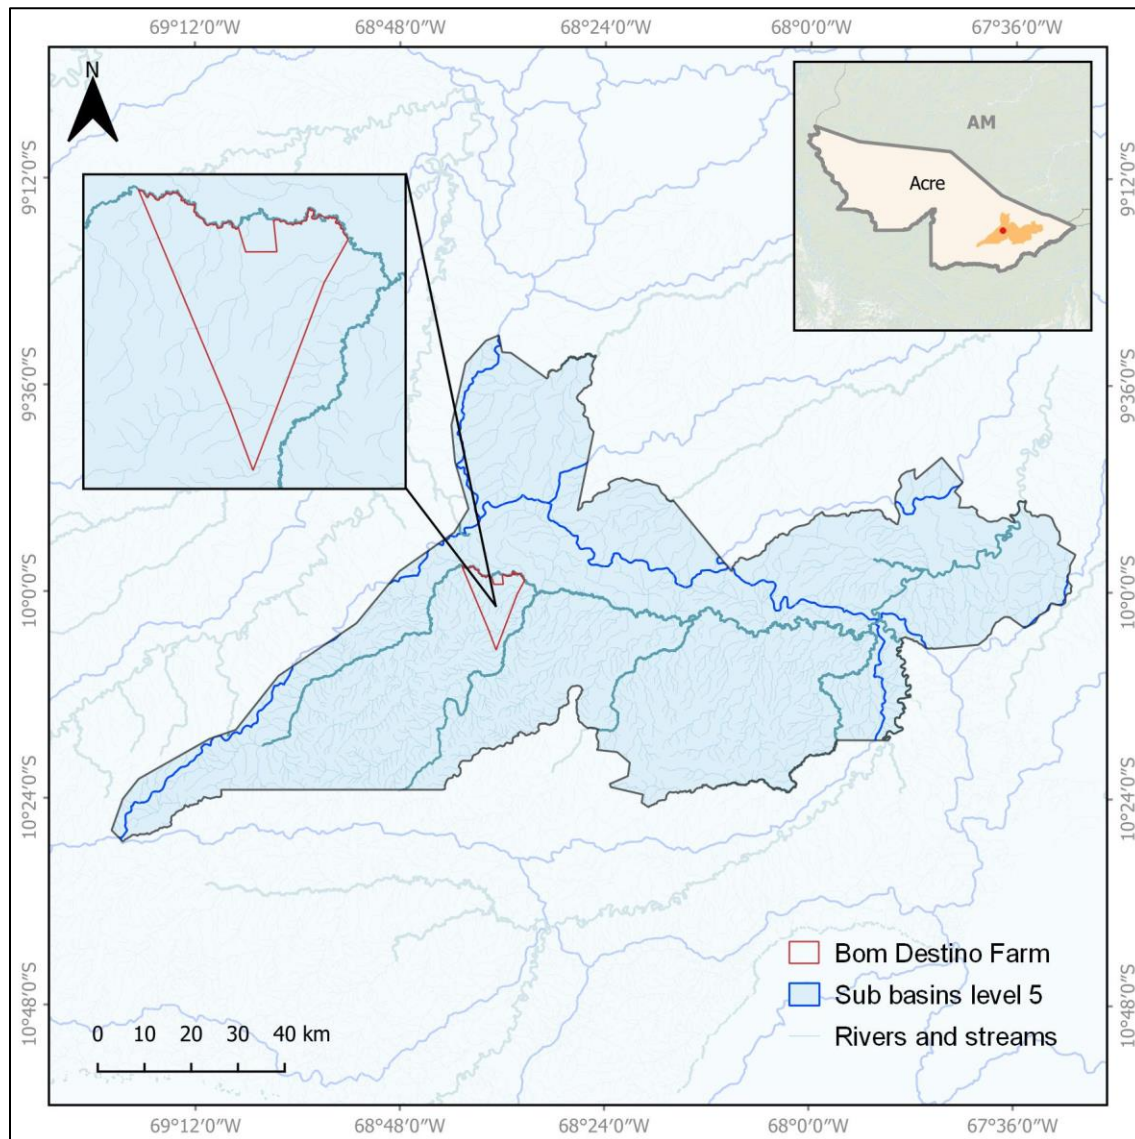 69°12'0"W 68°48'0"W 68°24'0"W 68°0'0"W 67°36'0"W
N
AM
Acre
9°12'0"S 9°12'0"S
9°36'0"S 9°36'0"S
10°0'0"S 10°0'0"S
10°24'0"S 10°24'0"S
10°48'0"S 10°48'0"S
Bom Destino Farm
Sub basins level 5
Rivers and streams
0 10 20 30 40 km
69°12'0"W 68°48'0"W 68°24'0"W 68°0'0"W 67°36'0"W